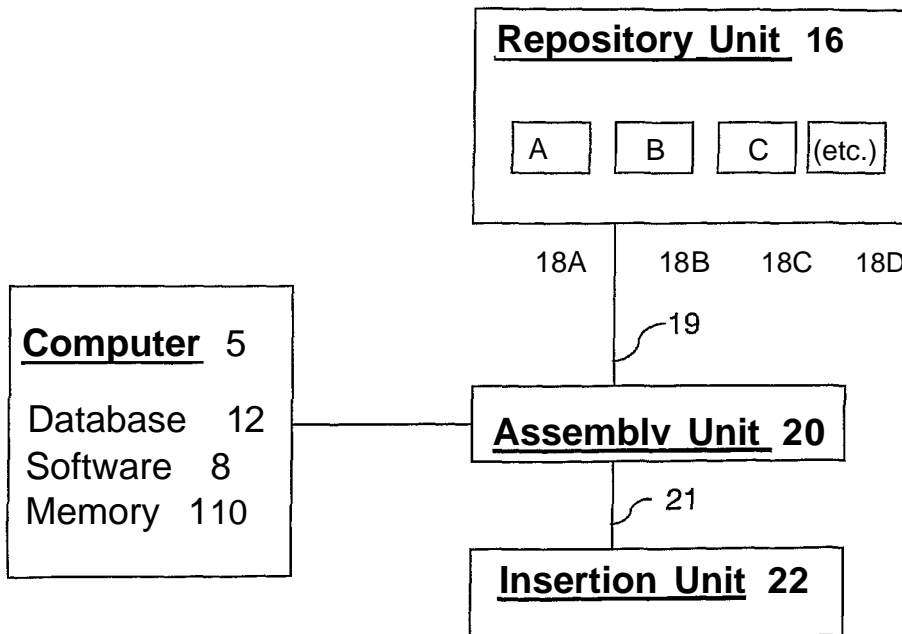 Repository Unit 16
A B C (etc.)
18A 18B 18C 18D
19
Computer 5
Database 12
Software 8
Memory 110
Assembly Unit 20
21
Insertion Unit 22